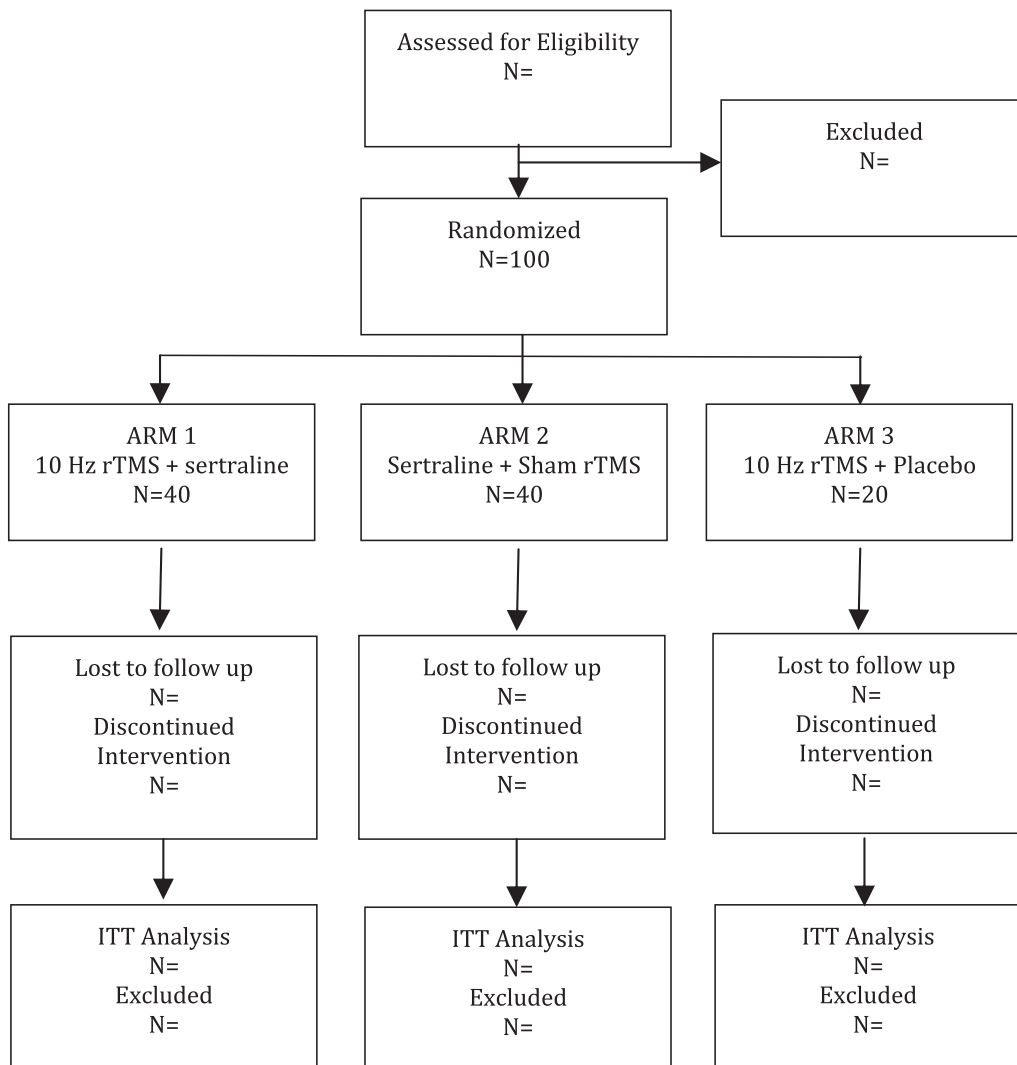 Assessed for Eligibility
N=
Excluded
N=
Randomized
N=100
ARM 1
10 Hz rTMS + sertraline
N=40
ARM 2
Sertraline + Sham rTMS
N=40
ARM 3
10 Hz rTMS + Placebo
N=20
Lost to follow up
N=
Discontinued
Intervention
N=
Lost to follow up
N=
Discontinued
Intervention
N=
Lost to follow up
N=
Discontinued
Intervention
N=
ITT Analysis
N=
Excluded
N=
ITT Analysis
N=
Excluded
N=
ITT Analysis
N=
Excluded
N=